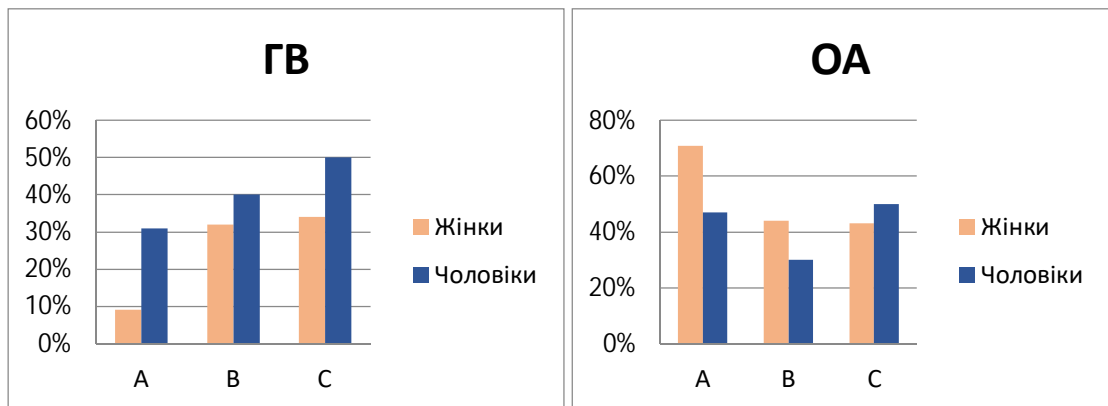 ГВ
60%
50%
40%
30%
20%
10%
0%
А
В
С
Жінки
Чоловіки
ОА
80%
60%
40%
20%
0%
А
В
С
Жінки
Чоловіки